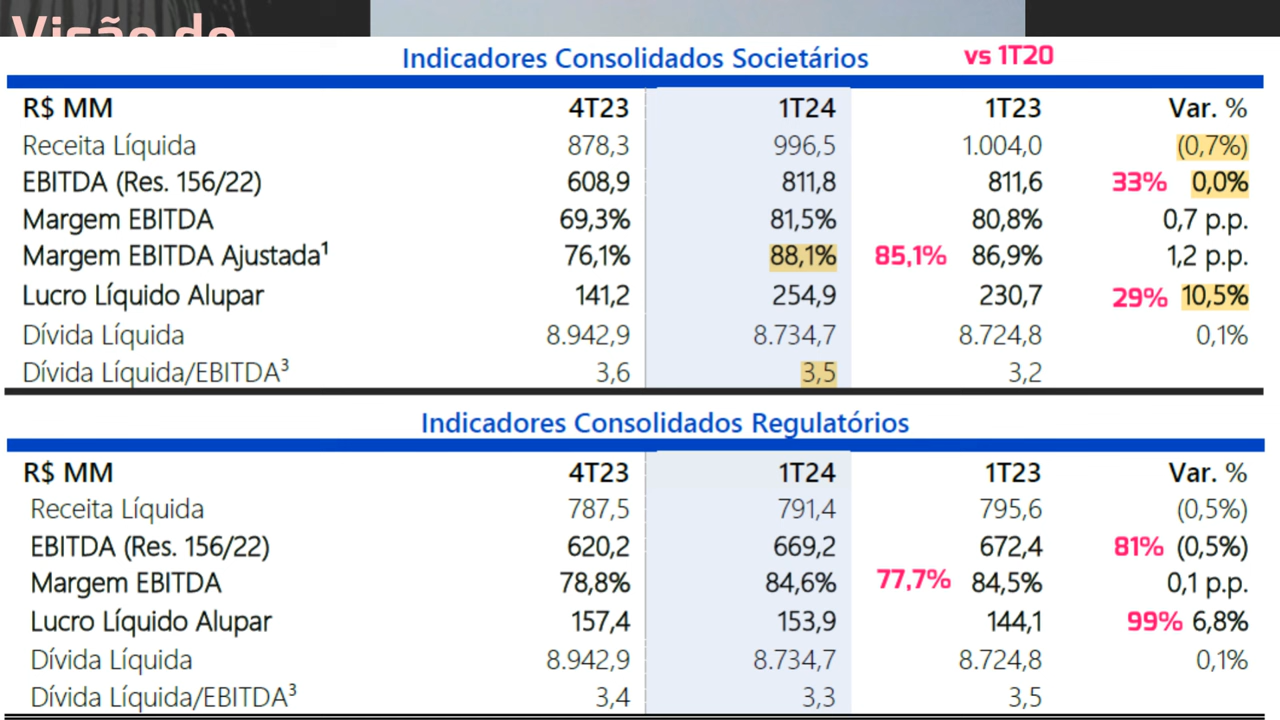 Visão do
Indicadores Consolidados Societários vs 1T20
R$ MM 4T23 1T24 1T23 Var. %
Receita Líquida 878,3 996,5 1.004,0 (0,7%)
EBITDA (Res. 156/22) 608,9 811,8 811,6 33% 0,0%
Margem EBITDA 69,3% 81,5% 80,8% 0,7 p.p.
Margem EBITDA Ajustada¹ 76,1% 88,1% 85,1% 86,9% 1,2 p.p.
Lucro Líquido Alupar 141,2 254,9 230,7 29% 10,5%
Dívida Líquida 8.942,9 8.734,7 8.724,8 0,1%
Dívida Líquida/EBITDA³ 3,6 3,5 3,2
Indicadores Consolidados Regulatórios
R$ MM 4T23 1T24 1T23 Var. %
Receita Líquida 787,5 791,4 795,6 (0,5%)
EBITDA (Res. 156/22) 620,2 669,2 672,4 81% (0,5%)
Margem EBITDA 78,8% 84,6% 77,7% 84,5% 0,1 p.p.
Lucro Líquido Alupar 157,4 153,9 144,1 99% 6,8%
Dívida Líquida 8.942,9 8.734,7 8.724,8 0,1%
Dívida Líquida/EBITDA³ 3,4 3,3 3,5